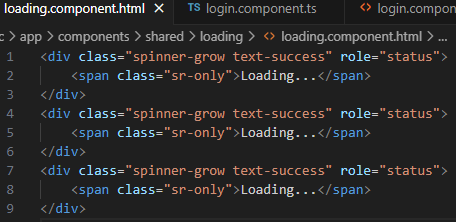 loading.component.html × TS login.component.ts <> login.compon
c > app > components > shared > loading > <> loading.component.html > ...
1 <div class="spinner-grow text-success" role="status">
2 <span class="sr-only">Loading...</span>
3 </div>
4 <div class="spinner-grow text-success" role="status">
5 <span class="sr-only">Loading...</span>
6 </div>
7 <div class="spinner-grow text-success" role="status">
8 <span class="sr-only">Loading...</span>
9 </div>